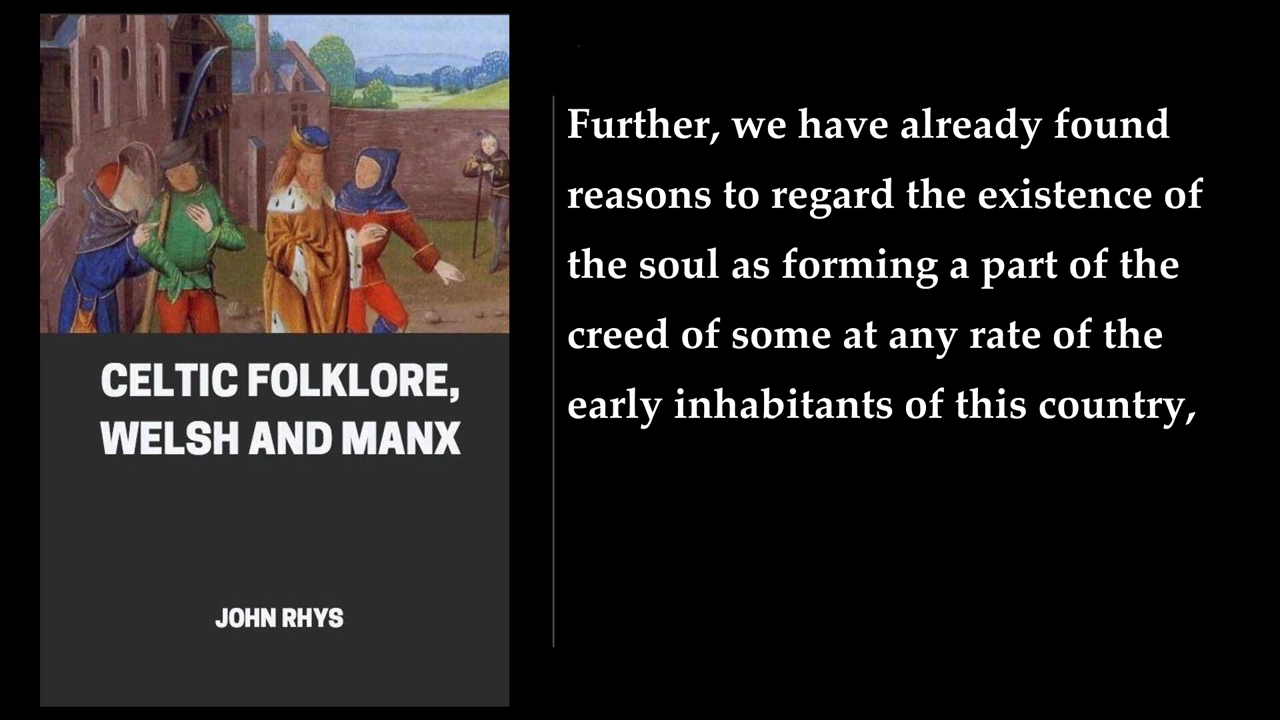 CELTIC FOLKLORE,
WELSH AND MANX
JOHN RHYS
Further, we have already found
reasons to regard the existence of
the soul as forming a part of the
creed of some at any rate of the
early inhabitants of this country,